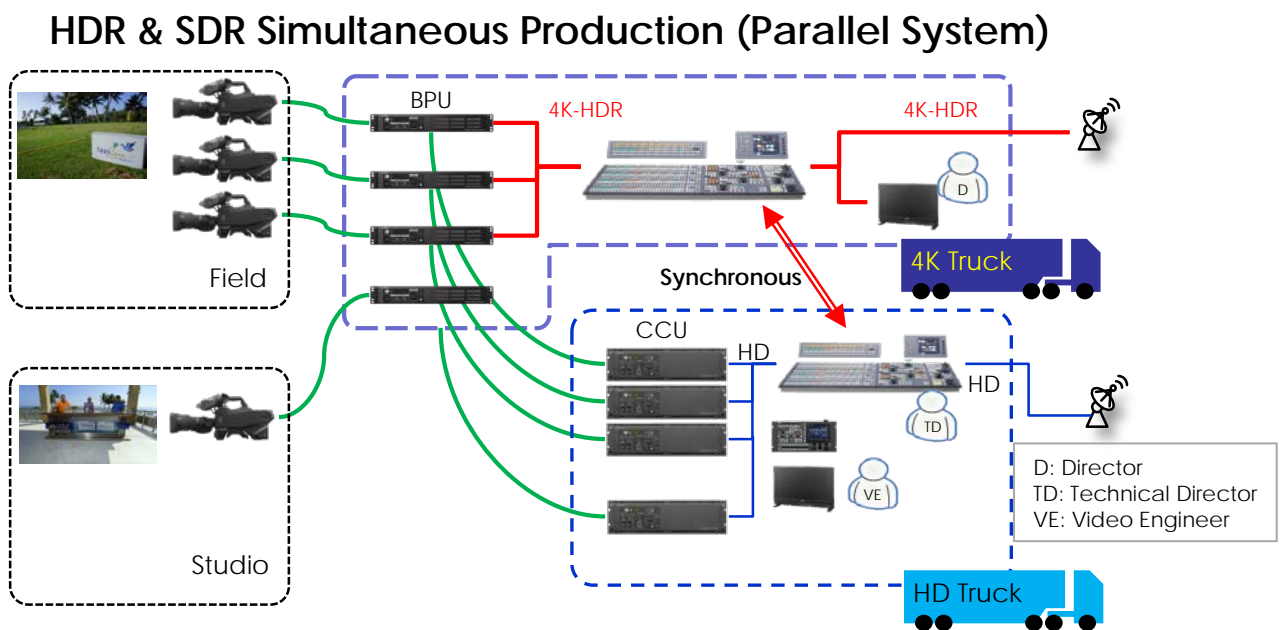 HDR & SDR Simultaneous Production (Parallel System)
BPU
4K-HDR
4K-HDR
D
Field
4K Truck
Synchronous
CCU
HD
HD
TD
VE
D: Director
TD: Technical Director
VE: Video Engineer
Studio
HD Truck